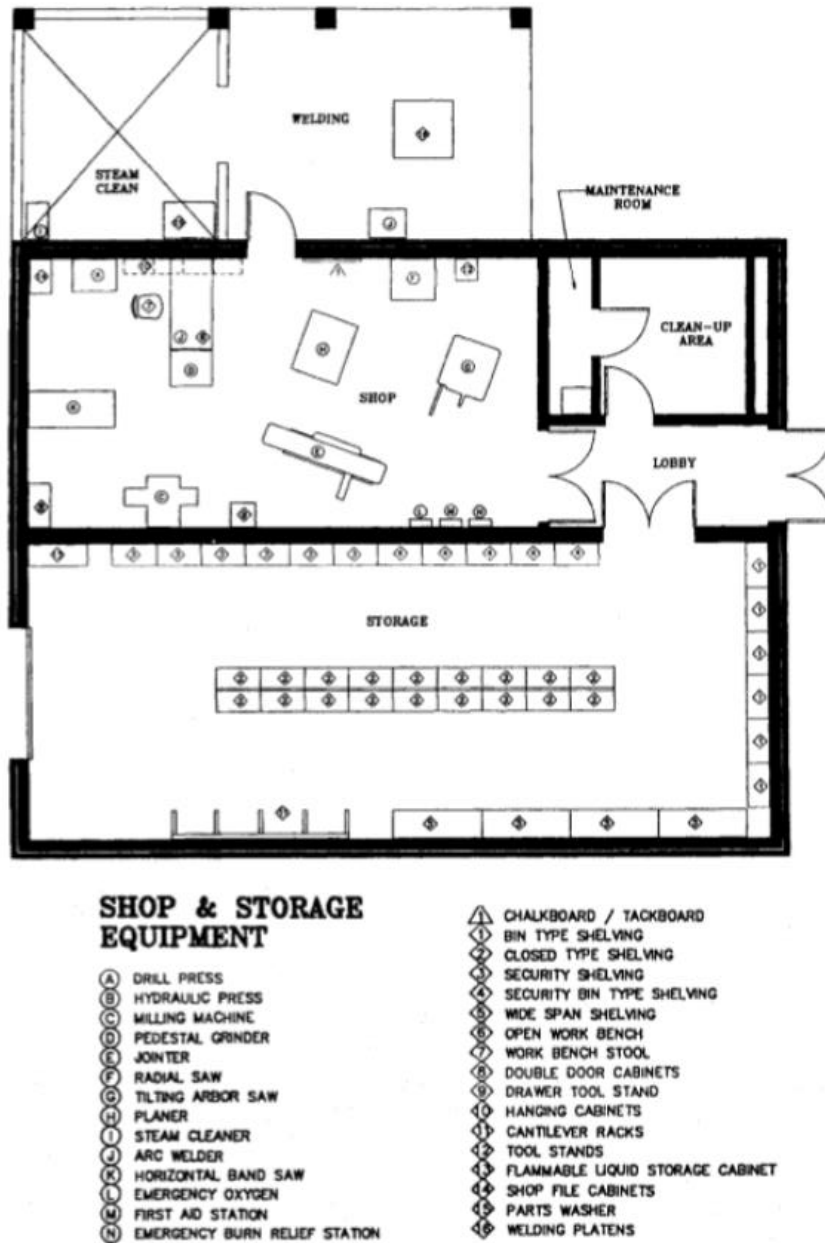 WELDING
STEAM
CLEAN
MAINTENANCE
ROOM
CLEAN-UP
AREA
SHOP
LOBBY
STORAGE
SHOP & STORAGE
EQUIPMENT
A DRILL PRESS
B HYDRAULIC PRESS
C MILLING MACHINE
D PEDESTAL GRINDER
E JOINTER
F RADIAL SAW
G TILTING ARBOR SAW
H PLANER
I STEAM CLEANER
J ARC WELDER
K HORIZONTAL BAND SAW
L EMERGENCY OXYGEN
M FIRST AID STATION
N EMERGENCY BURN RELIEF STATION
1 CHALKBOARD / TACKBOARD
1 BIN TYPE SHELVING
2 CLOSED TYPE SHELVING
3 SECURITY SHELVING
4 SECURITY BIN TYPE SHELVING
5 WIDE SPAN SHELVING
6 OPEN WORK BENCH
7 WORK BENCH STOOL
8 DOUBLE DOOR CABINETS
9 DRAWER TOOL STAND
10 HANGING CABINETS
11 CANTILEVER RACKS
12 TOOL STANDS
13 FLAMMABLE LIQUID STORAGE CABINET
14 SHOP FILE CABINETS
15 PARTS WASHER
16 WELDING PLATENS